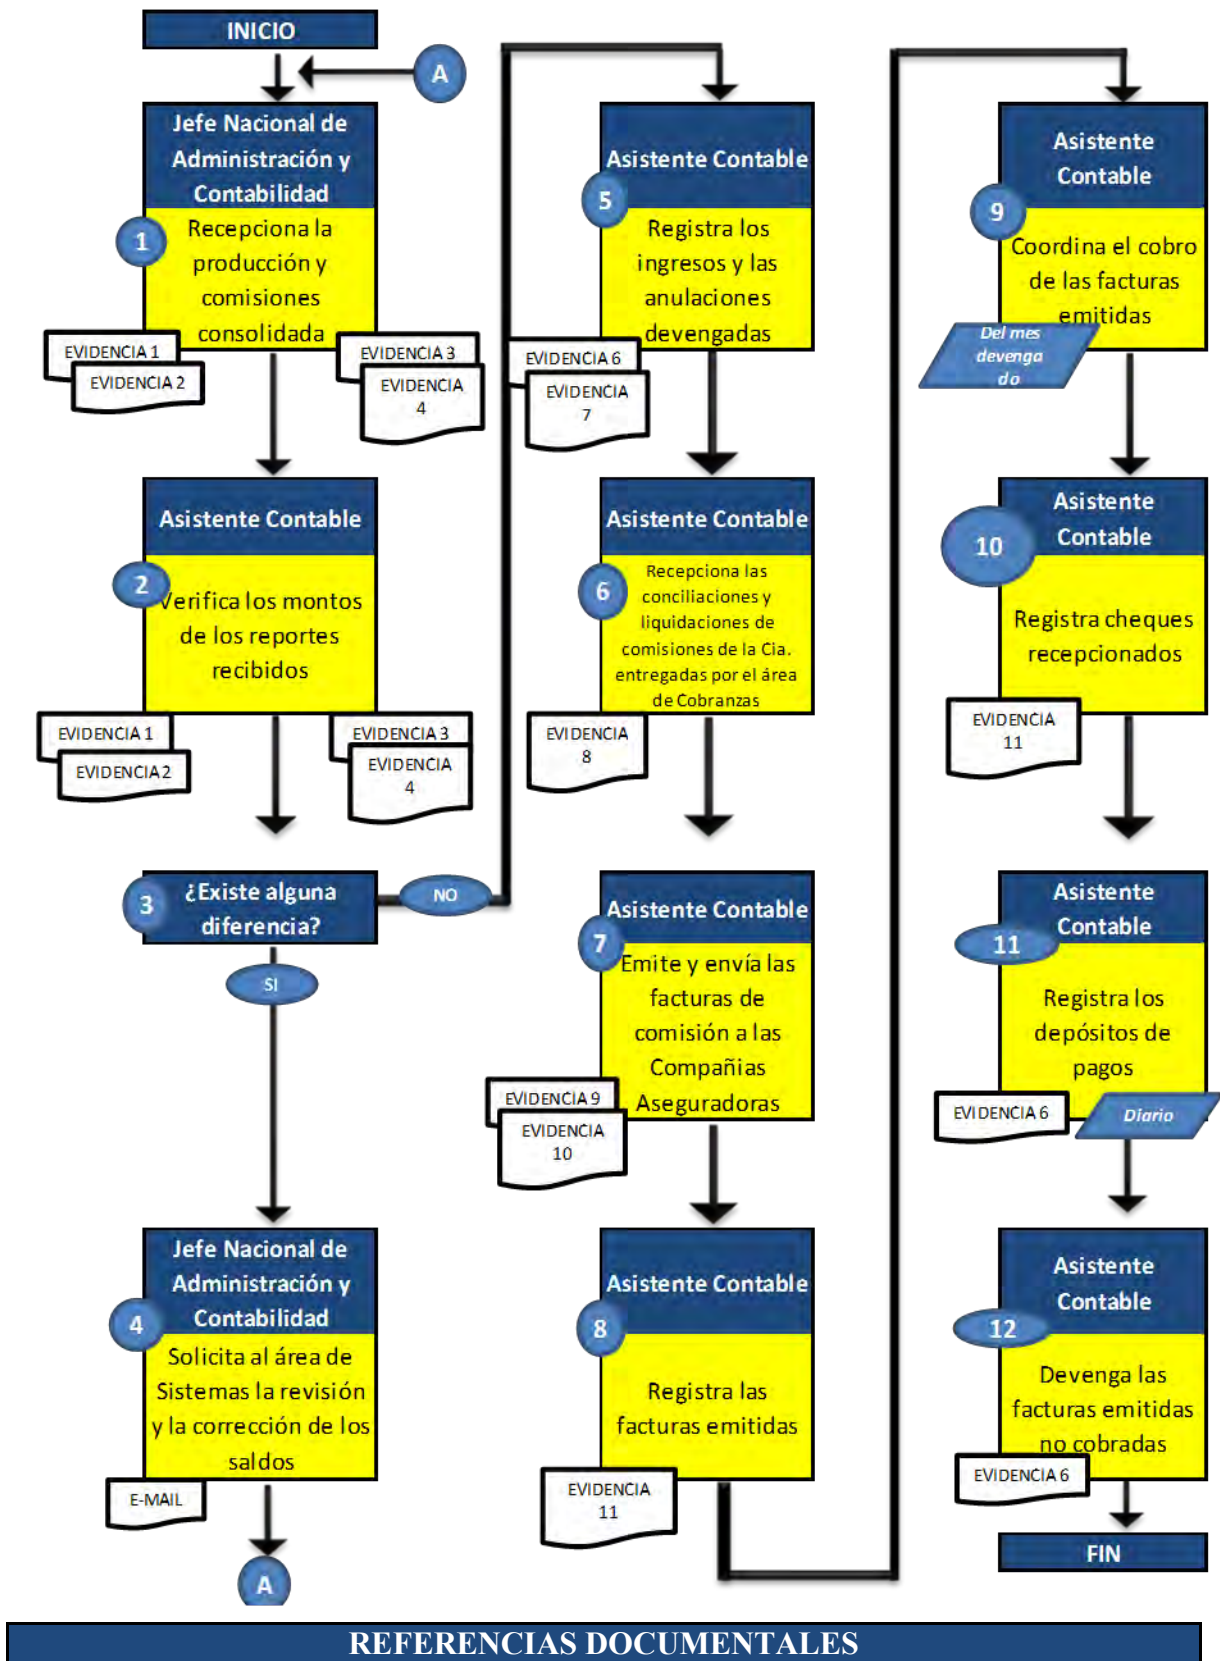 INICIO
A
Jefe Nacional de
Administración y
Contabilidad
1
Recepciona la
producción y
comisiones
consolidada
EVIDENCIA 1
EVIDENCIA 2
EVIDENCIA 3
EVIDENCIA
4
Asistente Contable
2
Verifica los montos
de los reportes
recibidos
EVIDENCIA 1
EVIDENCIA 2
EVIDENCIA 3
EVIDENCIA
4
3
¿Existe alguna
diferencia?
NO
SI
Jefe Nacional de
Administración y
Contabilidad
4
Solicita al área de
Sistemas la revisión
y la corrección de los
saldos
E-MAIL
A
Asistente Contable
5
Registra los
ingresos y las
anulaciones
devengadas
EVIDENCIA 6
EVIDENCIA
7
Asistente Contable
6
Recepciona las
conciliaciones y
liquidaciones de
comisiones de la Cia.
entregadas por el área
de Cobranzas
EVIDENCIA
8
Asistente Contable
7
Emite y envía las
facturas de
comisión a las
Compañias
Aseguradoras
EVIDENCIA 9
EVIDENCIA
10
Asistente Contable
8
Registra las
facturas emitidas
EVIDENCIA
11
Asistente
Contable
9
Coordina el cobro
de las facturas
emitidas
Del mes
devenga
do
Asistente
Contable
10
Registra cheques
recepcionados
EVIDENCIA
11
Asistente
Contable
11
Registra los
depósitos de
pagos
EVIDENCIA 6
Diario
Asistente
Contable
12
Devenga las
facturas emitidas
no cobradas
EVIDENCIA 6
FIN
REFERENCIAS DOCUMENTALES